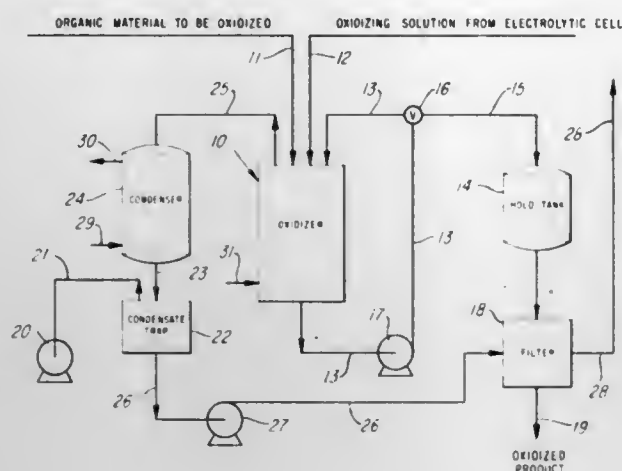 ORGANIC MATERIAL TO BE OXIDIZED
OXIDIZING SOLUTION FROM ELECTROLYTIC CELL
11
12
25
13
16
15
28
30
10
24
CONDENSER
14
HOLD TANK
OXIDIZER
29
31
13
21
23
18
CONDENSATE
TRAP
22
20
17
FILTER
13
26
28
27
26
19
OXIDIZED
PRODUCT